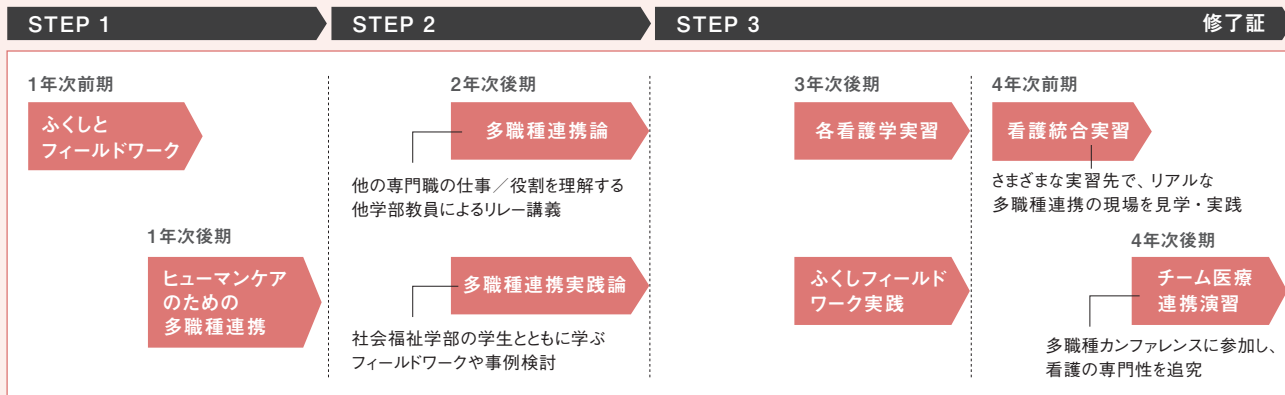 STEP 1
STEP 2
STEP 3
修了証
1年次前期
ふくしと
フィールドワーク
1年次後期
ヒューマンケア
のための
多職種連携
2年次後期
多職種連携論
他の専門職の仕事／役割を理解する
他学部教員によるリレー講義
多職種連携実践論
社会福祉学部の学生とともに学ぶ
フィールドワークや事例検討
3年次後期
各看護学実習
ふくしフィールド
ワーク実践
4年次前期
看護統合実習
さまざまな実習先で、リアルな
多職種連携の現場を見学・実践
4年次後期
チーム医療
連携演習
多職種カンファレンスに参加し、
看護の専門性を追究